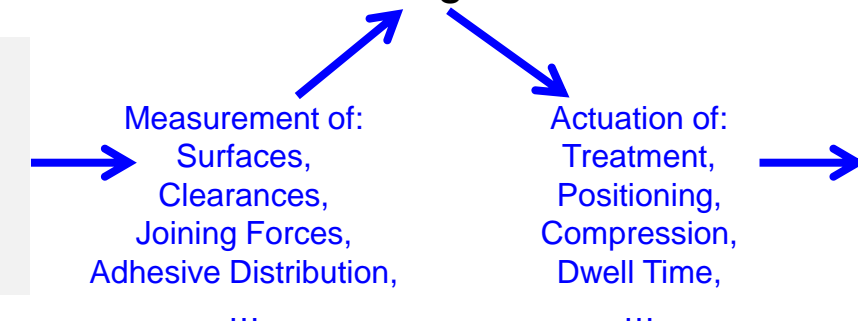 Measurement of:
Surfaces,
Clearances,
Joining Forces,
Adhesive Distribution,
...
Actuation of:
Treatment,
Positioning,
Compression,
Dwell Time,
...